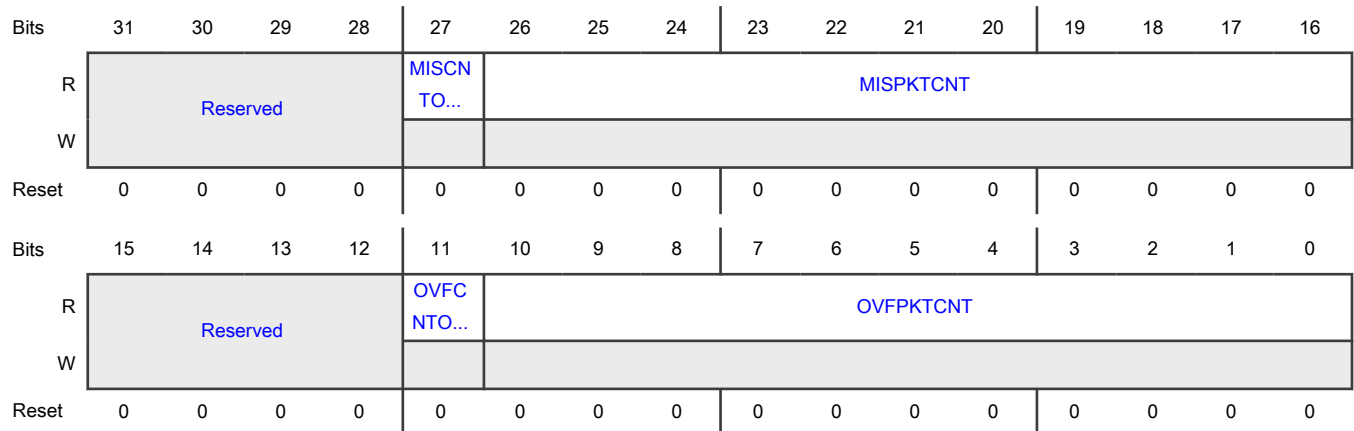 Bits 31 30 29 28 27 26 25 24 23 22 21 20 19 18 17 16
R Reserved MISCN TO... MISPKTCNT
W
Reset 0 0 0 0 0 0 0 0 0 0 0 0 0 0 0 0
Bits 15 14 13 12 11 10 9 8 7 6 5 4 3 2 1 0
R Reserved OVFC NTO... OVFPKTCNT
W
Reset 0 0 0 0 0 0 0 0 0 0 0 0 0 0 0 0